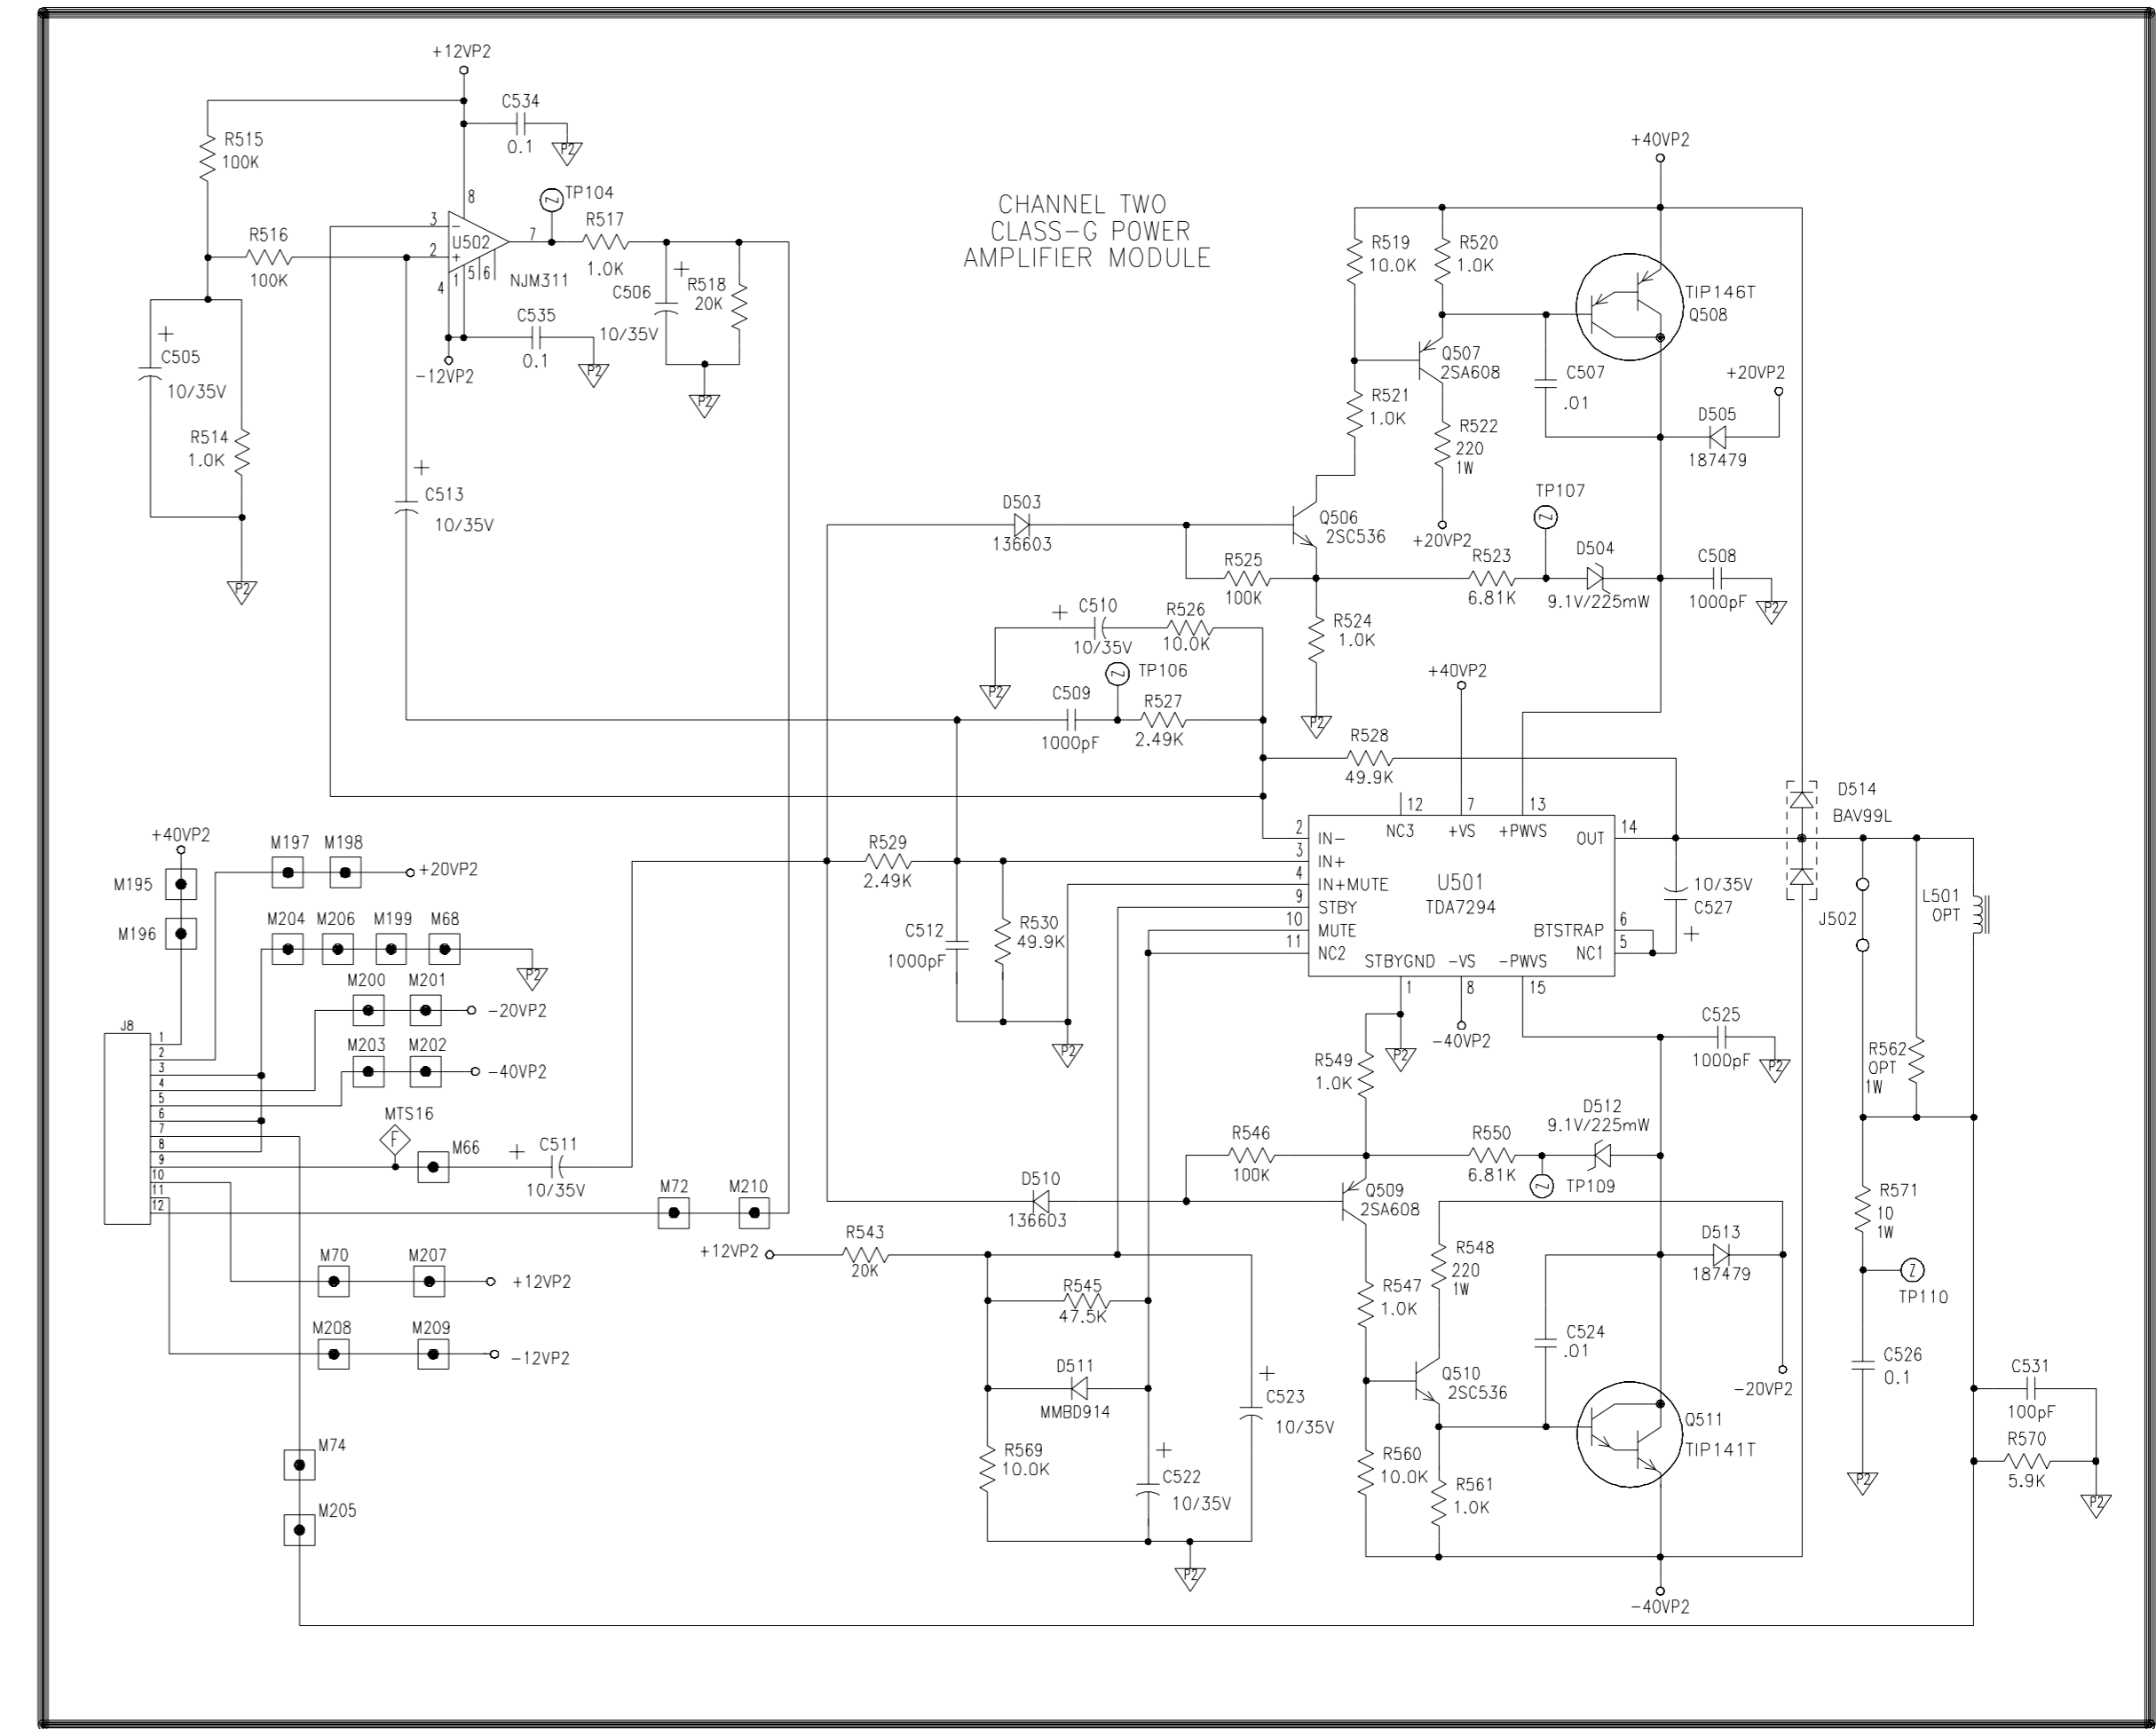 CHANNEL TWO
CLASS-G POWER
AMPLIFIER MODULE
+12VP2
C534
0.1
P2
R515
100K
R516
100K
3
2
8
U502
-
+
4
1
5
6
7
NJM311
TP104
Z
R517
1.0K
C506
+
10/35V
R518
20K
P2
C535
0.1
P2
-12VP2
+
C505
10/35V
R514
1.0K
P2
+
C513
10/35V
+40VP2
R519
10.0K
R520
1.0K
TIP146T
Q508
Q507
2SA608
C507
.01
+20VP2
D505
187479
R521
1.0K
R522
220
1W
+20VP2
D503
136603
Q506
2SC536
TP107
Z
R525
100K
R523
6.81K
D504
9.1V/225mW
C508
1000pF
P2
R524
1.0K
P2
+
C510
10/35V
R526
10.0K
P2
TP106
Z
C509
1000pF
R527
2.49K
+40VP2
R528
49.9K
12
7
13
NC3
+VS
+PWVS
OUT
14
2
IN-
3
IN+
4
IN+MUTE
9
STBY
10
MUTE
11
NC2
U501
TDA7294
BTSTRAP
6
NC1
5
STBYGND
-VS
-PWVS
1
8
15
10/35V
C527
+
D514
BAV99L
J502
L501
OPT
R562
OPT
1W
R529
2.49K
C512
1000pF
R530
49.9K
P2
-40VP2
P2
R549
1.0K
C525
1000pF
P2
+40VP2
M195
M196
M197
M198
+20VP2
M204
M206
M199
M68
P2
M200
M201
-20VP2
M203
M202
-40VP2
J8
1
2
3
4
5
6
7
8
9
10
11
12
MTS16
F
M66
+
C511
10/35V
M72
M210
M70
M207
+12VP2
M208
M209
-12VP2
M74
M205
R546
100K
R550
6.81K
D512
9.1V/225mW
Z
TP109
D510
136603
Q509
2SA608
+12VP2
R543
20K
R545
47.5K
D511
MMBD914
R569
10.0K
+
C522
10/35V
+
C523
10/35V
P2
R547
1.0K
R548
220
1W
D513
187479
C524
.01
Q510
2SC536
-20VP2
Q511
TIP141T
R560
10.0K
R561
1.0K
-40VP2
R571
10
1W
Z
TP110
C526
0.1
P2
C531
100pF
R570
5.9K
P2